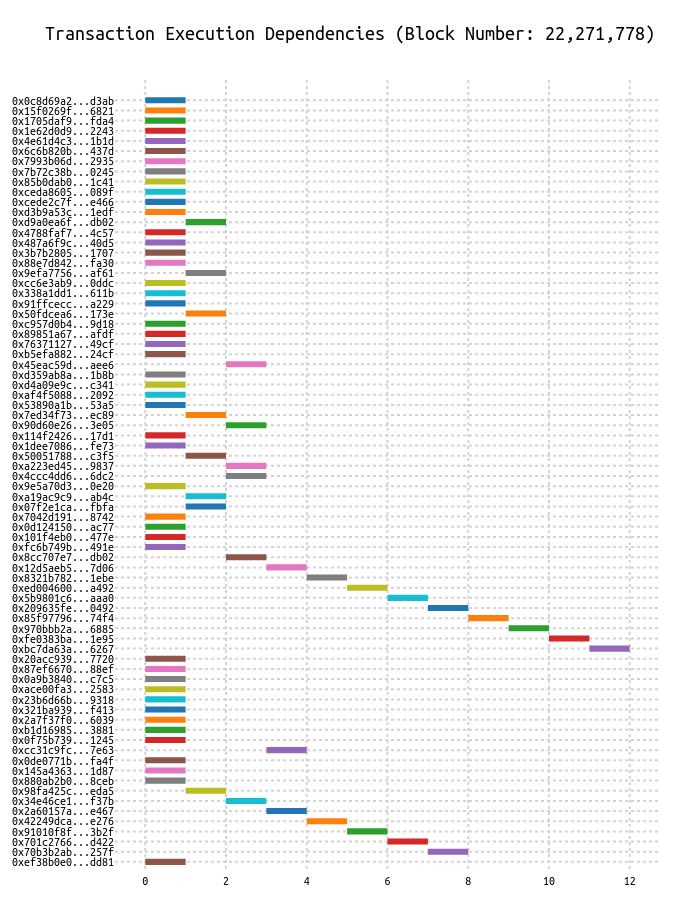 Transaction Execution Dependencies (Block Number: 22,271,778)
0x0c8d69a2...d3ab
0x15f0269f...6821
0x1705daf9...fda4
0x1e62d0d9...2243
0x4e61d4c3...1b1d
0x6c6b820b...437d
0x7993b06d...2935
0x7b72c38b...0245
0x85b0dab0...1c41
0xceda8605...089f
0xcede2c7f...e466
0xd3b9a53c...1edf
0xd9a0ea6f...db02
0x4788faf7...4c57
0x487a6f9c...40d5
0x3b7b2805...1707
0x88e7d842...fa30
0x9efa7756...af61
0xcc6e3ab9...0ddc
0x338a1dd1...611b
0x91ffcecc...a229
0x50fdcea6...173e
0xc957d0b4...9d18
0x89851a67...afdf
0x76371127...49cf
0xb5efa882...24cf
0x45eac59d...aee6
0xd359ab8a...1b8b
0xd4a09e9c...c341
0xaf4f5088...2092
0x53890a1b...53a5
0x7ed34f73...ec89
0x90d60e26...3e05
0x114f2426...17d1
0x1dee7086...fe73
0x50051788...c3f5
0xa223ed45...9837
0x4ccc4dd6...6dc2
0x9e5a70d3...0e20
0xa19ac9c9...ab4c
0x07f2e1ca...fbfa
0x7042d191...8742
0x0d124150...ac77
0x101f4eb0...477e
0xfc6b749b...491e
0x8cc707e7...db02
0x12d5aeb5...7d06
0x8321b782...1ebe
0xed004600...a492
0x5b9801c6...aaa0
0x209635fe...0492
0x85f97796...74f4
0x970bbb2a...6885
0xfe0383ba...1e95
0xbc7da63a...6267
0x20acc939...7720
0x87ef6670...88ef
0x0a9b3840...c7c5
0xace00fa3...2583
0x23b6d66b...9318
0x321ba939...f413
0x2a7f37f0...6039
0xb1d16985...3881
0x0f75b739...1245
0xcc31c9fc...7e63
0x0de0771b...fa4f
0x145a4363...1d87
0x880ab2b0...8ceb
0x98fa425c...eda5
0x34e46ce1...f37b
0x2a60157a...e467
0x42249dca...e276
0x91010f8f...3b2f
0x701c2766...d422
0x70b3b2ab...257f
0xef38b0e0...dd81
0 2 4 6 8 10 12